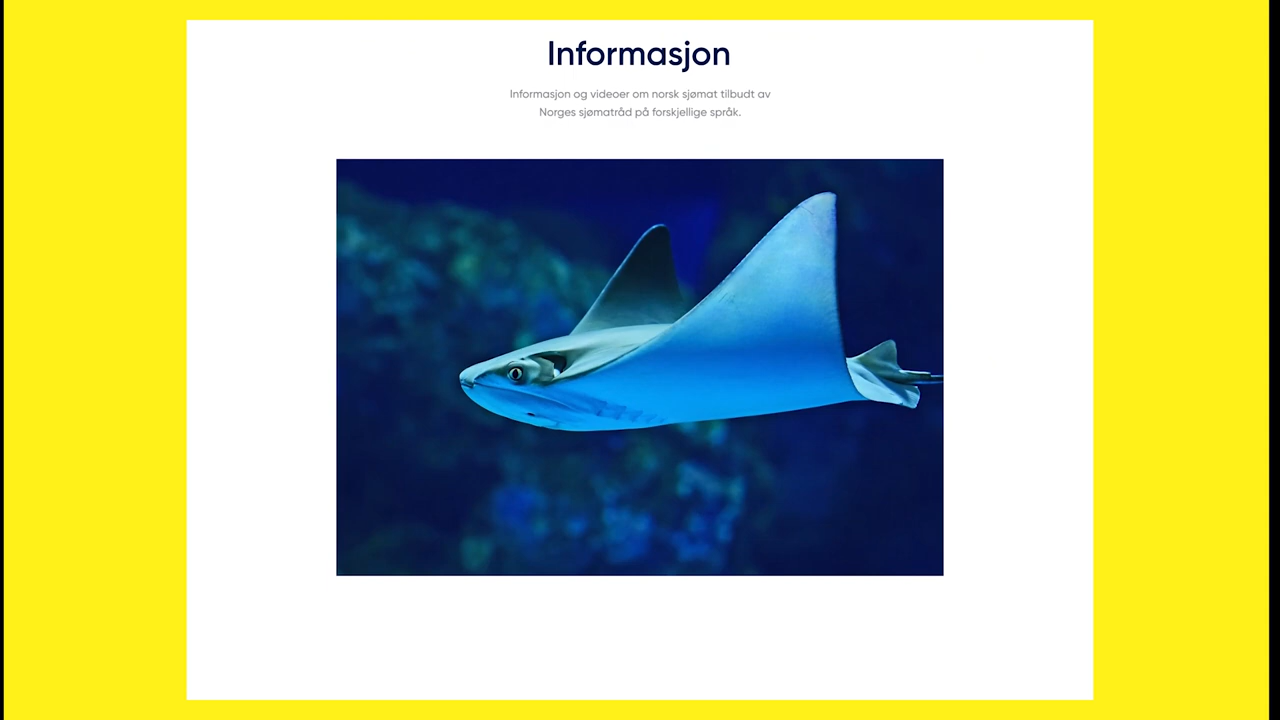 Informasjon
Informasjon og videoer om norsk sjømat tilbudt av
Norges sjømatråd på forskjellige språk.